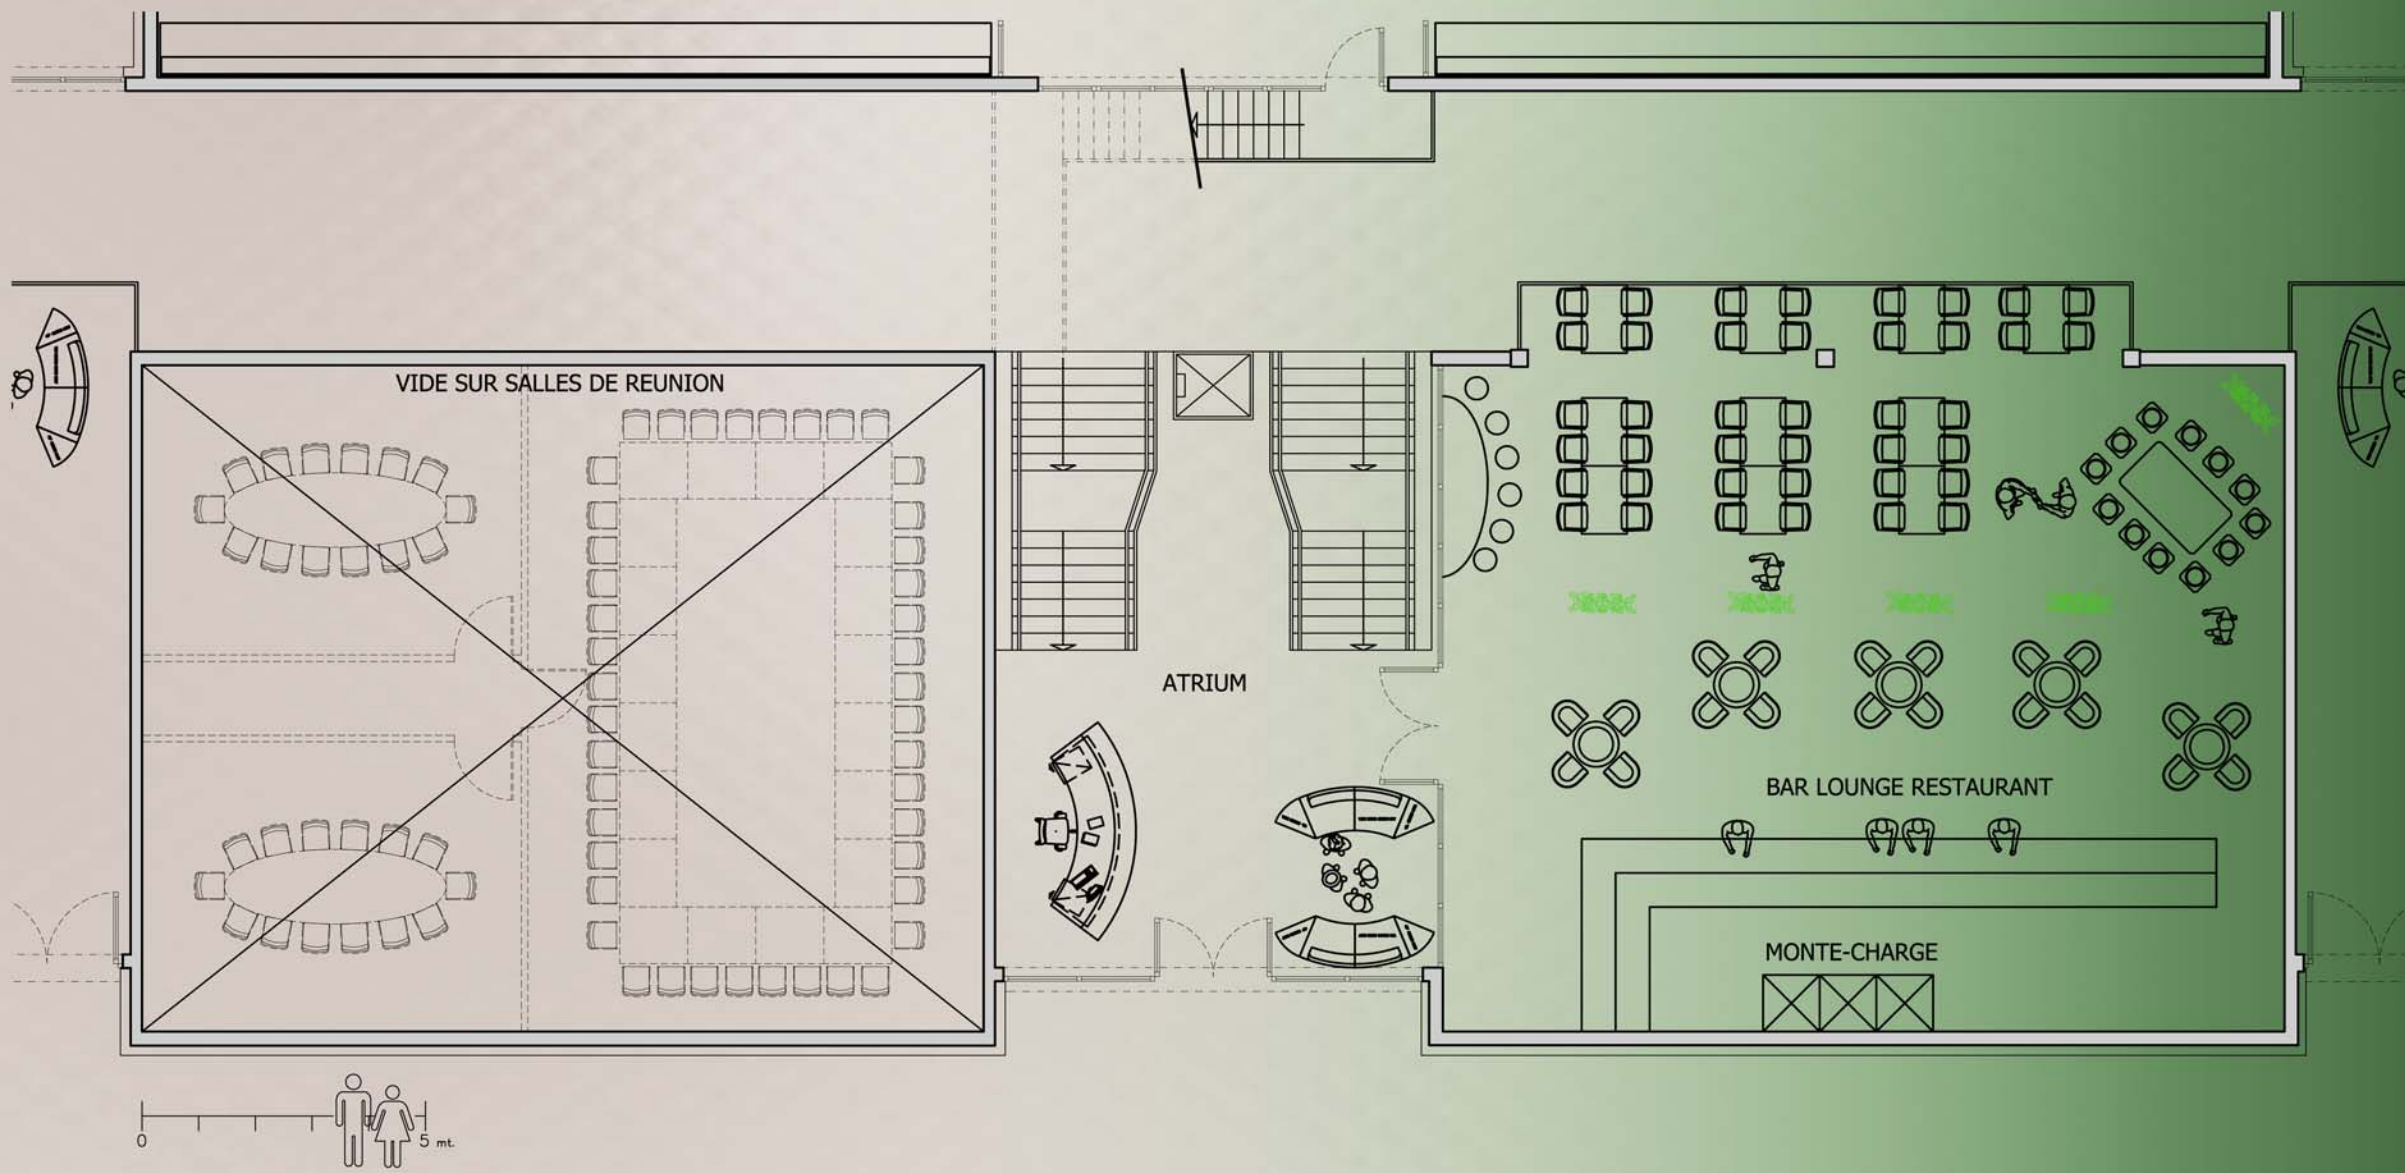 VIDE SUR SALLES DE REUNION
ATRIUM
BAR LOUNGE RESTAURANT
MONTE-CHARGE
0
5 mt.